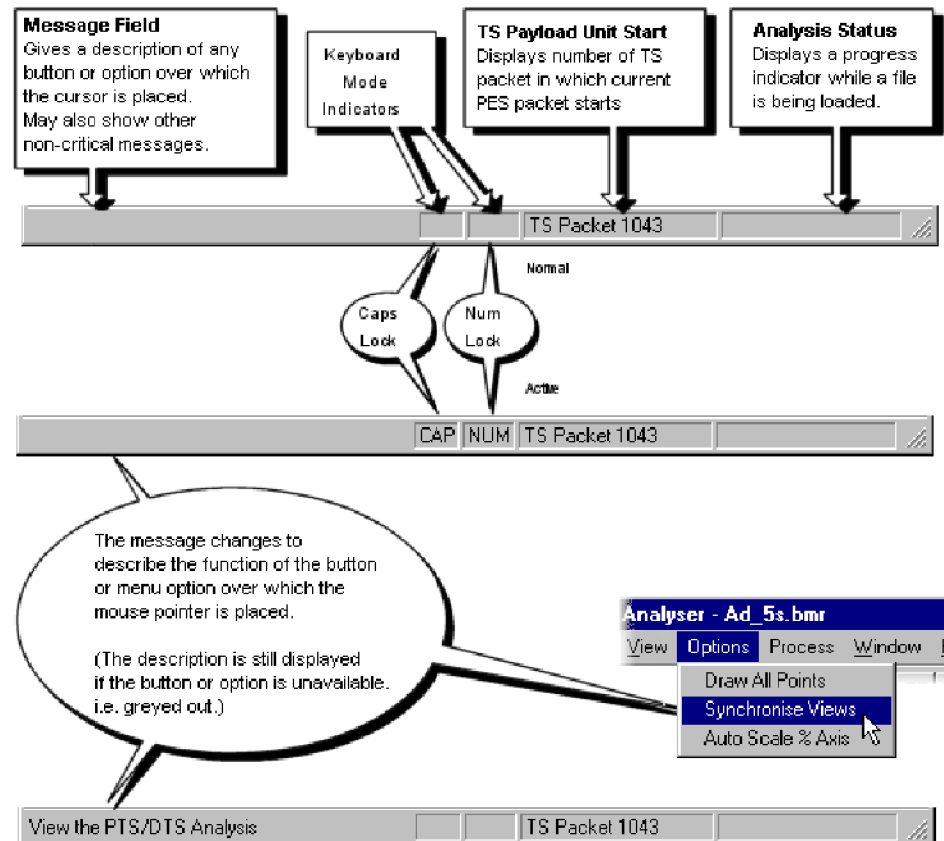 Message Field
Gives a description of any
button or option over which
the cursor is placed.
May also show other
non-critical messages.
Keyboard
Mode
Indicators
TS Payload Unit Start
Displays number of TS
packet in which current
PES packet starts
Analysis Status
Displays a progress
indicator while a file
is being loaded.
TS Packet 1043
Normal
Caps
Lock
Num
Lock
Active
CAP NUM TS Packet 1043
The message changes to
describe the function of the button
or menu option over which the
mouse pointer is placed.
(The description is still displayed
if the button or option is unavailable.
i.e. greyed out.)
Analyser - Ad_5s.bmr
View Options Process Window
Draw All Points
Synchronise Views
Auto Scale % Axis
View the PTS/DTS Analysis TS Packet 1043